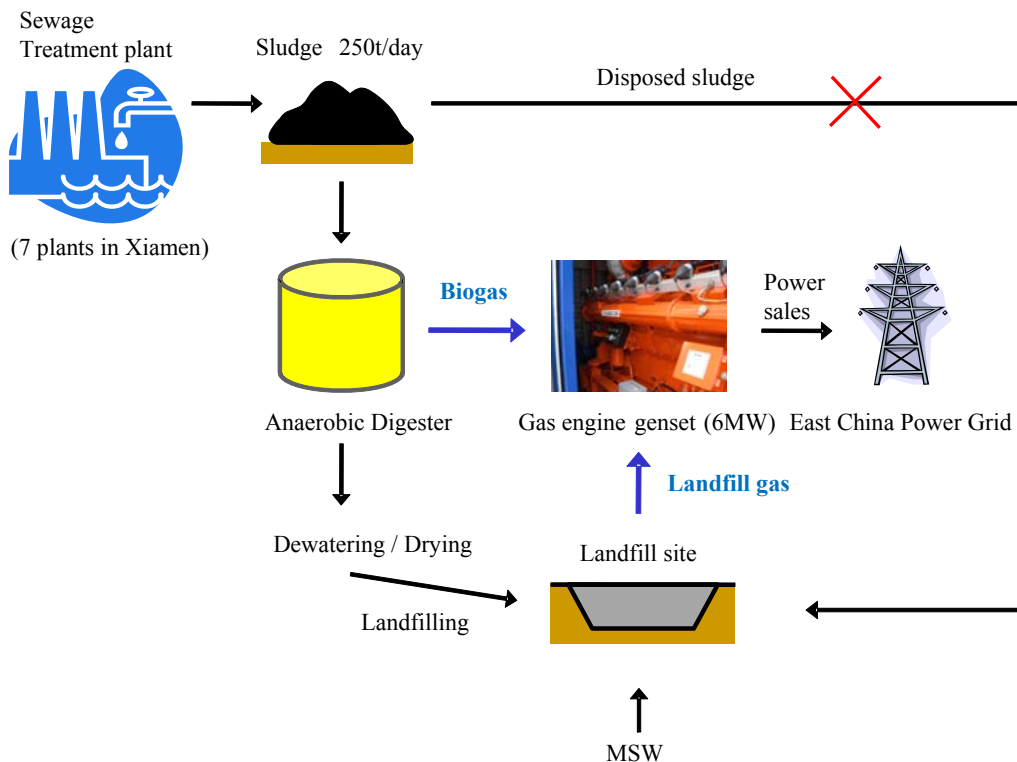 Sewage
Treatment plant
Sludge 250t/day
Disposed sludge
(7 plants in Xiamen)
Biogas
Power
sales
Anaerobic Digester
Gas engine genset (6MW)
East China Power Grid
Landfill gas
Dewatering / Drying
Landfill site
Landfilling
MSW